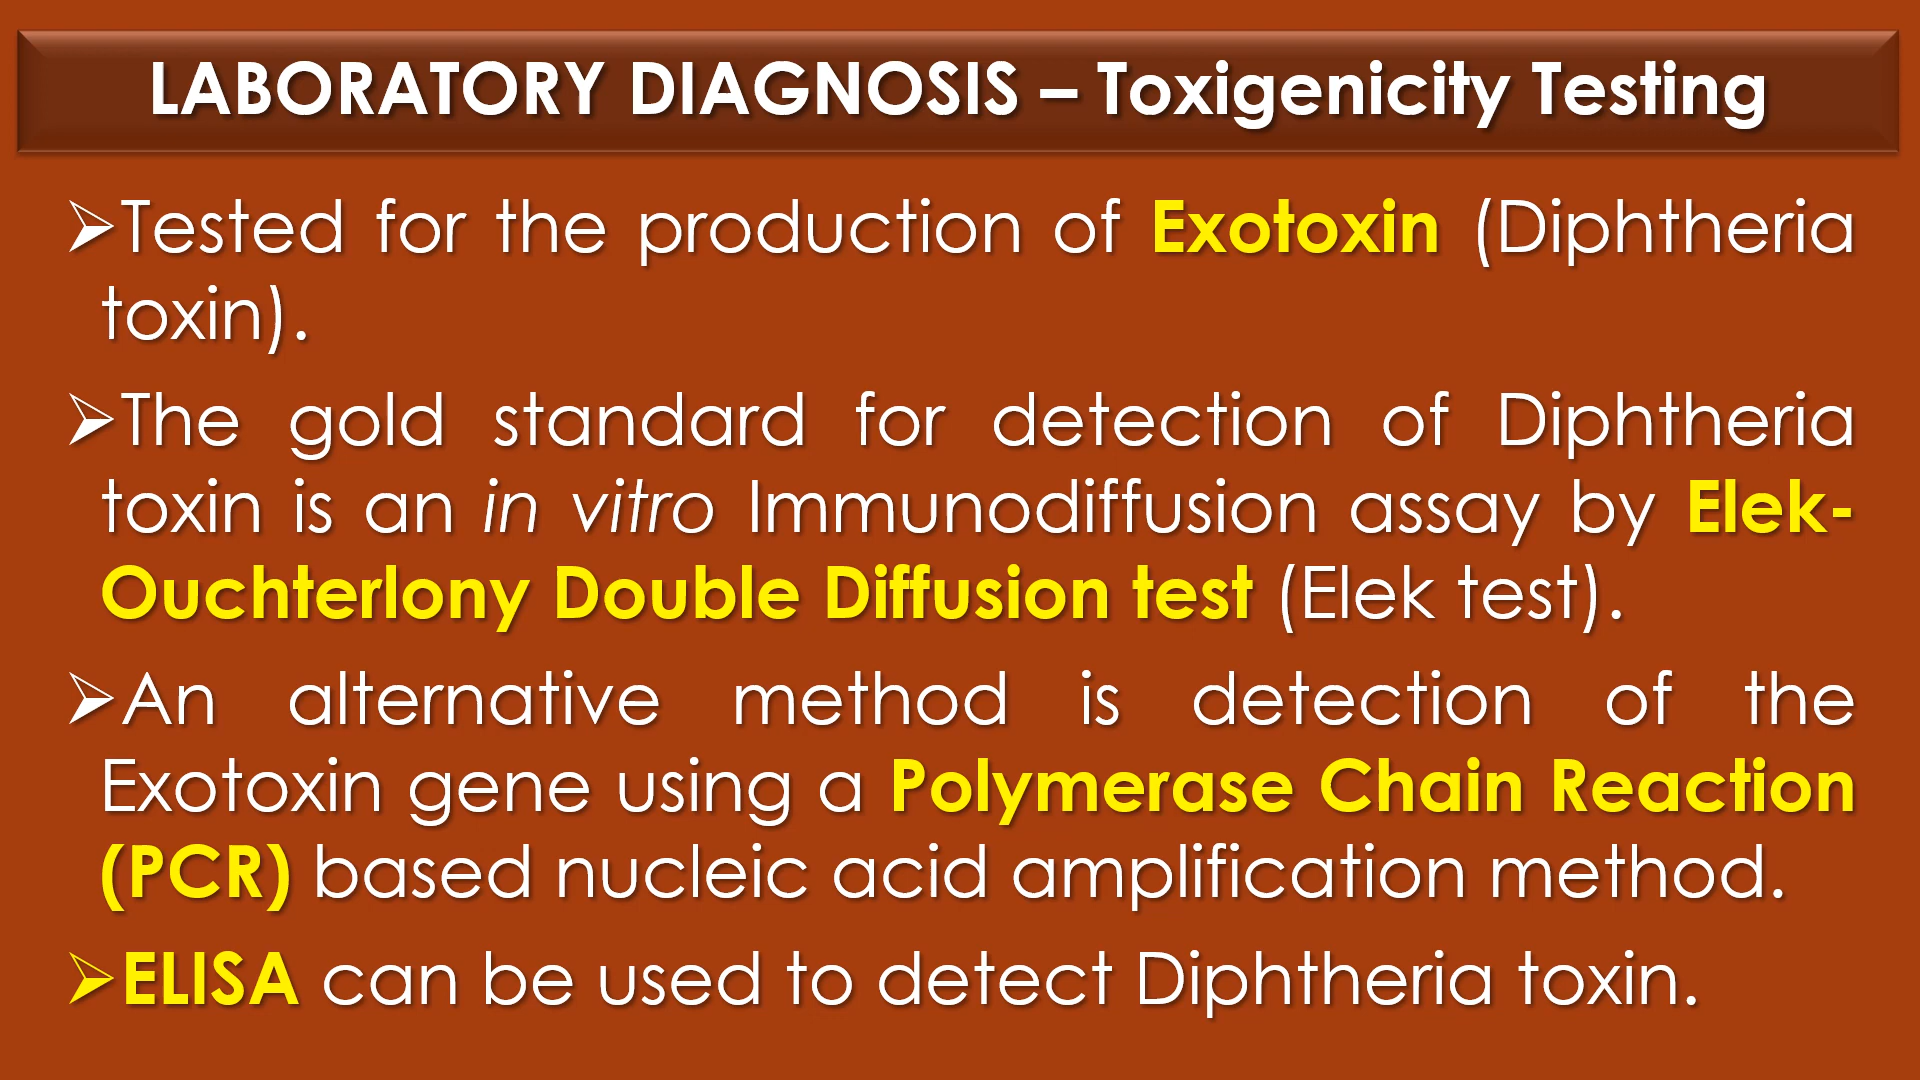 LABORATORY DIAGNOSIS – Toxigenicity Testing
➢Tested for the production of Exotoxin (Diphtheria
toxin).
➢The gold standard for detection of Diphtheria
toxin is an in vitro Immunodiffusion assay by Elek-
Ouchterlony Double Diffusion test (Elek test).
➢An alternative method is detection of the
Exotoxin gene using a Polymerase Chain Reaction
(PCR) based nucleic acid amplification method.
➢ELISA can be used to detect Diphtheria toxin.